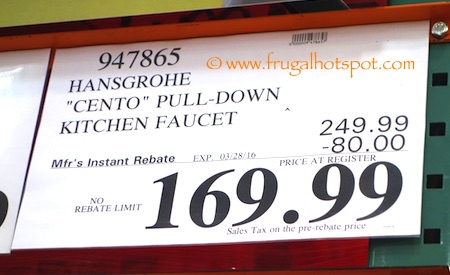 © www.frugalhotspot.com
947865
HANSGROHE
"CENTO" PULL-DOWN
KITCHEN FAUCET
249.99
-80.00
Mfr's Instant Rebate EXP. 03/28/16 PRICE AT REGISTER
NO
REBATE LIMIT
169.99
Sales Tax on the pre-rebate price